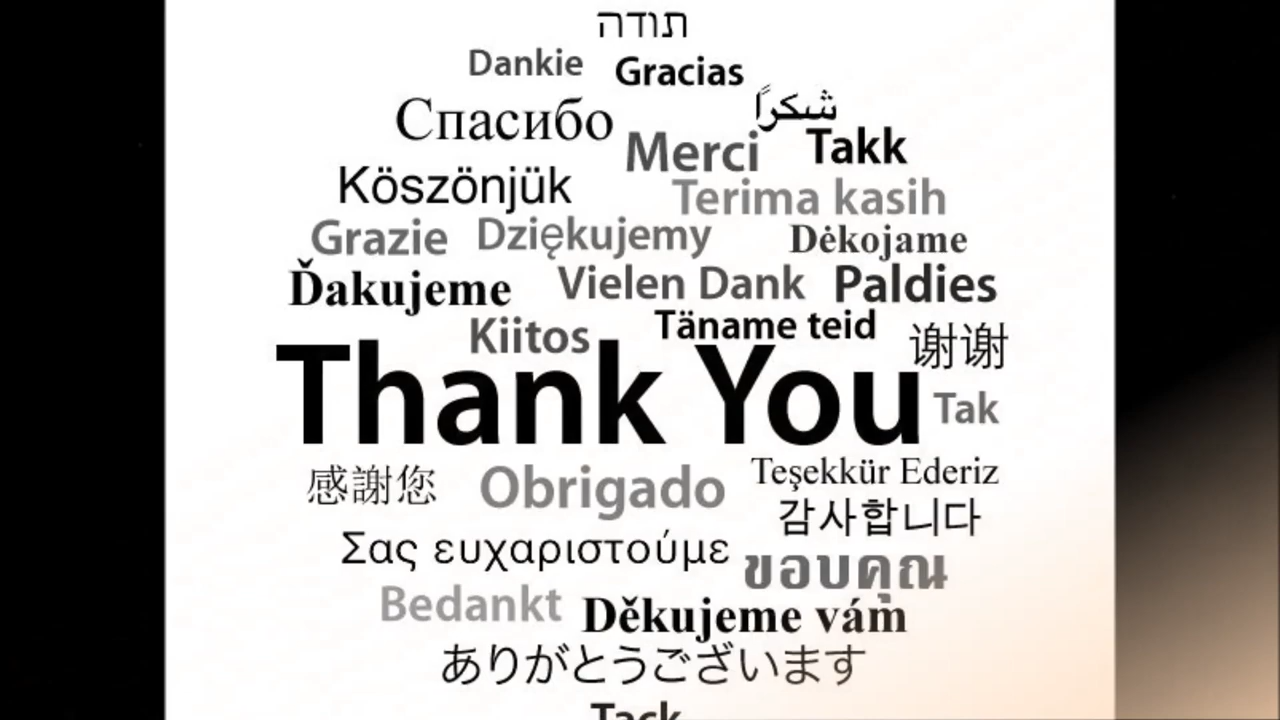 תודה
Dankie Gracias
Спасибо شكراً
Merci Takk
Köszönjük Terima kasih
Grazie Dziękujemy Dėkojame
Ďakujeme Vielen Dank Paldies
Kiitos Täname teid 谢谢
Thank You Tak
感謝您 Obrigado Teşekkür Ederiz
감사합니다
Σας ευχαριστούμε ขอบคุณ
Bedankt Děkujeme vám
ありがとうございます
Tack